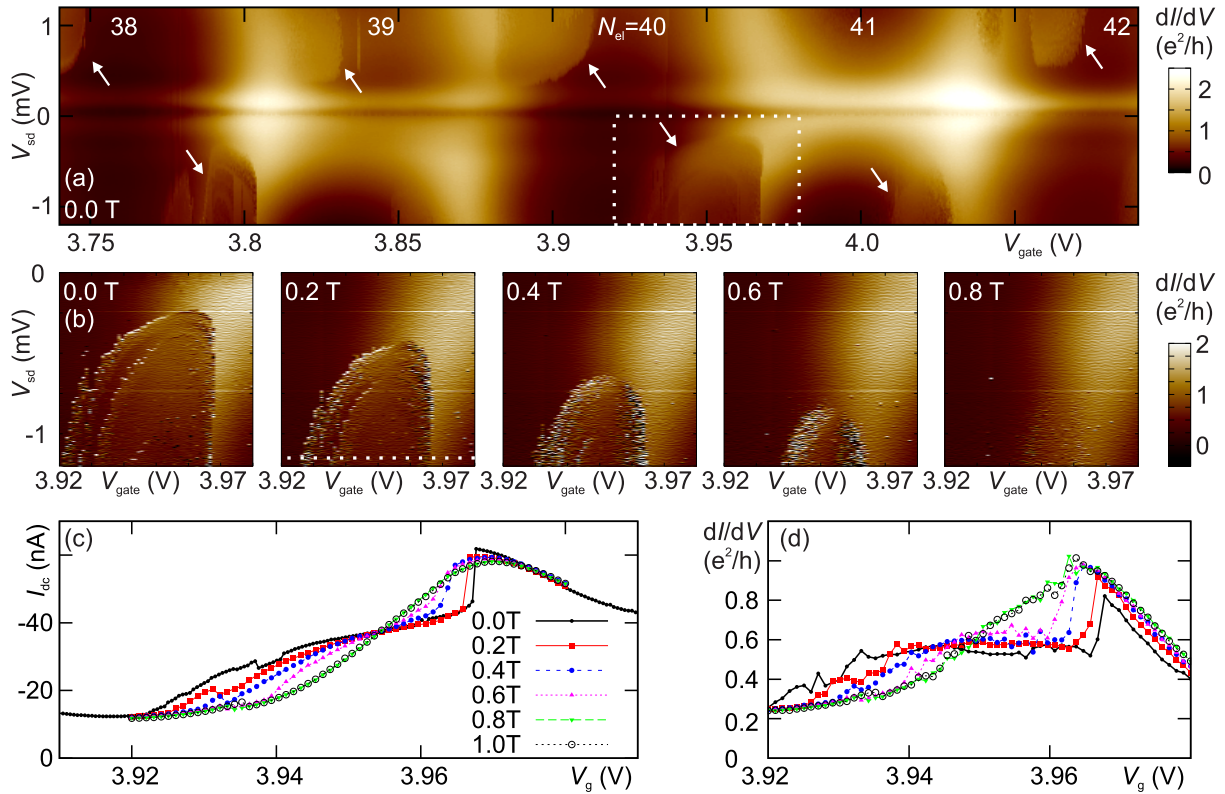 38 39 N_el=40 41 42
dI/dV
(e²/h)
1
0
-1
V_sd (mV)
2
1
0
(a)
0.0 T
3.75 3.8 3.85 3.9 3.95 4.0 V_gate (V)
0.0 T 0.2 T 0.4 T 0.6 T 0.8 T
(b)
0
-1
V_sd (mV)
dI/dV
(e²/h)
2
1
0
3.92 V_gate (V) 3.97
3.92 V_gate (V) 3.97
3.92 V_gate (V) 3.97
3.92 V_gate (V) 3.97
3.92 V_gate (V) 3.97
(c)
I_dc (nA)
-40
-20
0
0.0T
0.2T
0.4T
0.6T
0.8T
1.0T
3.92 3.94 3.96 V_g (V)
dI/dV
(e²/h)
(d)
0.8
0.6
0.4
0.2
0
3.92 3.94 3.96 V_g (V)